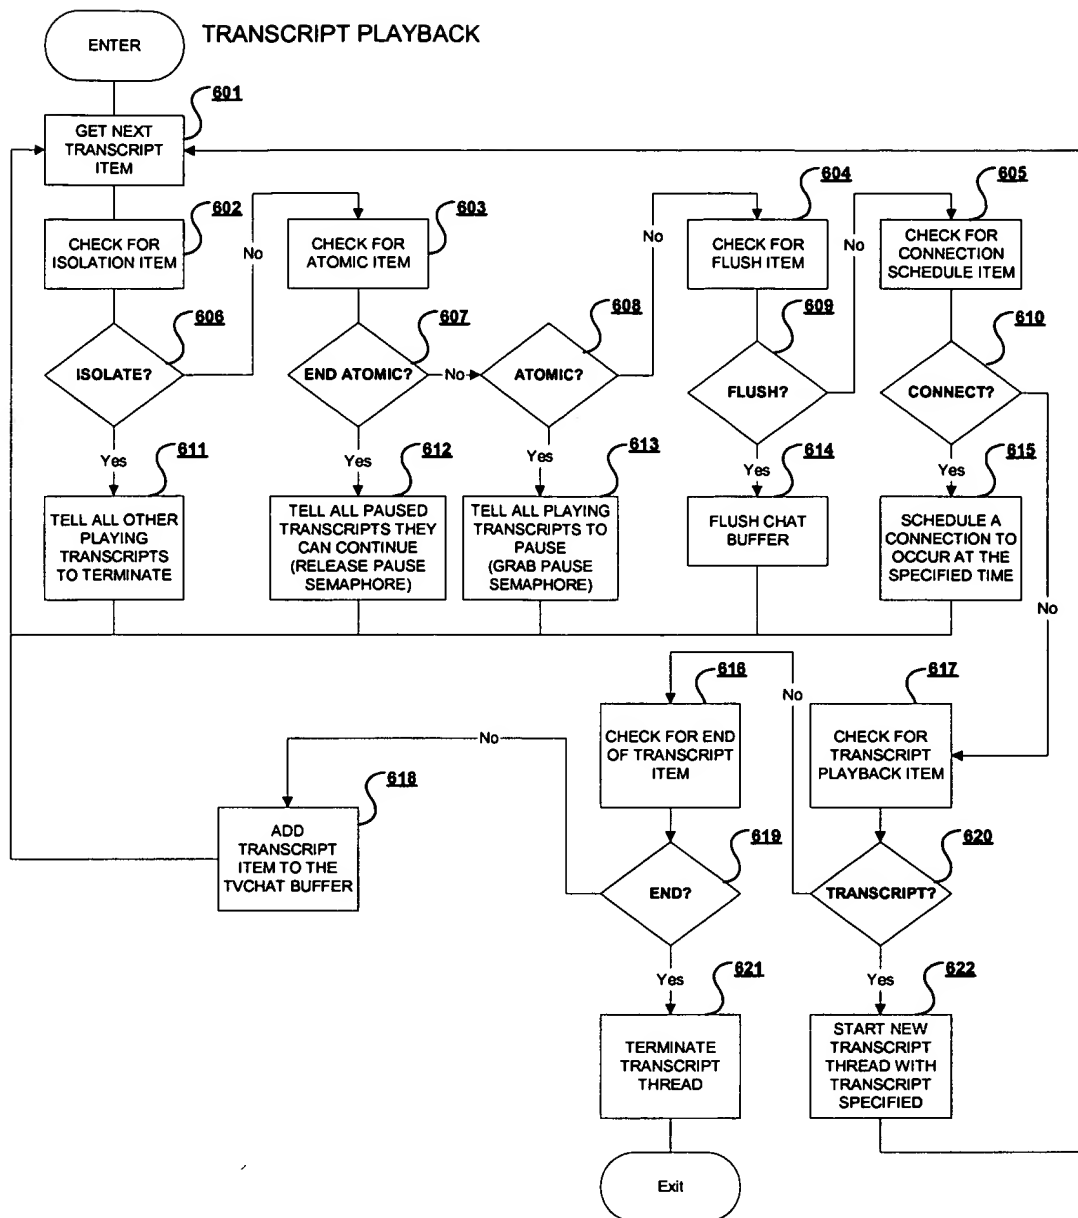 ENTER
TRANSCRIPT PLAYBACK
601
GET NEXT
TRANSCRIPT
ITEM
602
CHECK FOR
ISOLATION ITEM
No
603
CHECK FOR
ATOMIC ITEM
No
604
CHECK FOR
FLUSH ITEM
No
605
CHECK FOR
CONNECTION
SCHEDULE ITEM
606
ISOLATE?
607
END ATOMIC?
No
608
ATOMIC?
609
FLUSH?
610
CONNECT?
Yes
611
TELL ALL OTHER
PLAYING
TRANSCRIPTS
TO TERMINATE
Yes
612
TELL ALL PAUSED
TRANSCRIPTS THEY
CAN CONTINUE
(RELEASE PAUSE
SEMAPHORE)
Yes
613
TELL ALL PLAYING
TRANSCRIPTS TO
PAUSE
(GRAB PAUSE
SEMAPHORE)
Yes
614
FLUSH CHAT
BUFFER
Yes
615
SCHEDULE A
CONNECTION TO
OCCUR AT THE
SPECIFIED TIME
No
616
CHECK FOR END
OF TRANSCRIPT
ITEM
No
617
CHECK FOR
TRANSCRIPT
PLAYBACK ITEM
No
618
ADD
TRANSCRIPT
ITEM TO THE
TVCHAT BUFFER
619
END?
620
TRANSCRIPT?
Yes
621
TERMINATE
TRANSCRIPT
THREAD
Yes
622
START NEW
TRANSCRIPT
THREAD WITH
TRANSCRIPT
SPECIFIED
Exit